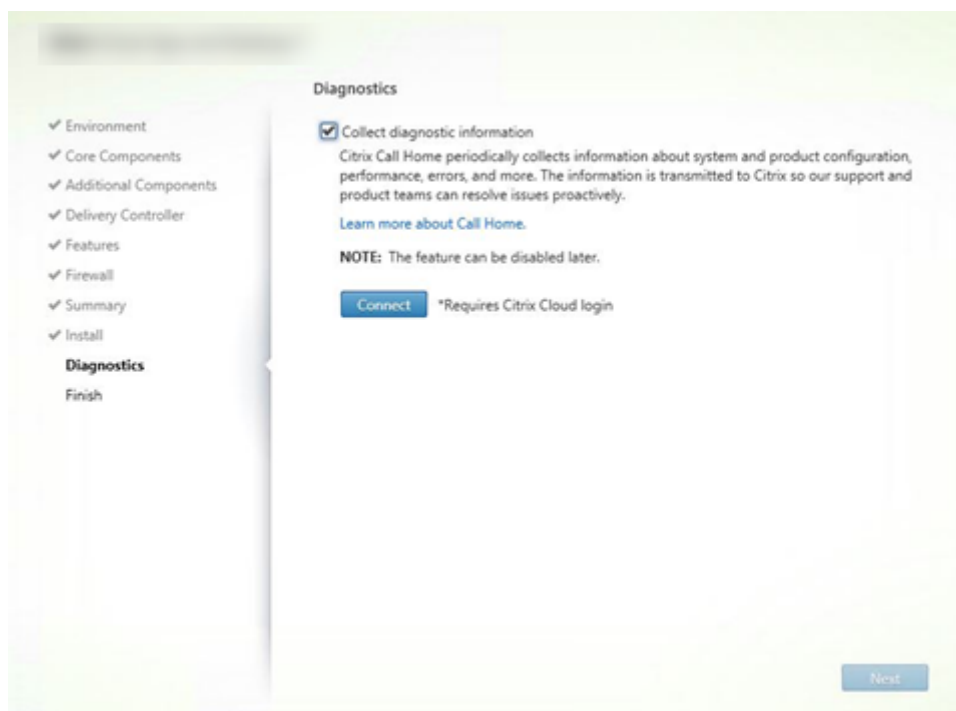 Diagnostics
Environment
Core Components
Additional Components
Delivery Controller
Features
Firewall
Summary
Install
Diagnostics
Finish
Collect diagnostic information
Citrix Call Home periodically collects information about system and product configuration,
performance, errors, and more. The information is transmitted to Citrix so our support and
product teams can resolve issues proactively.
Learn more about Call Home.
NOTE: The feature can be disabled later.
Connect *Requires Citrix Cloud login
Next